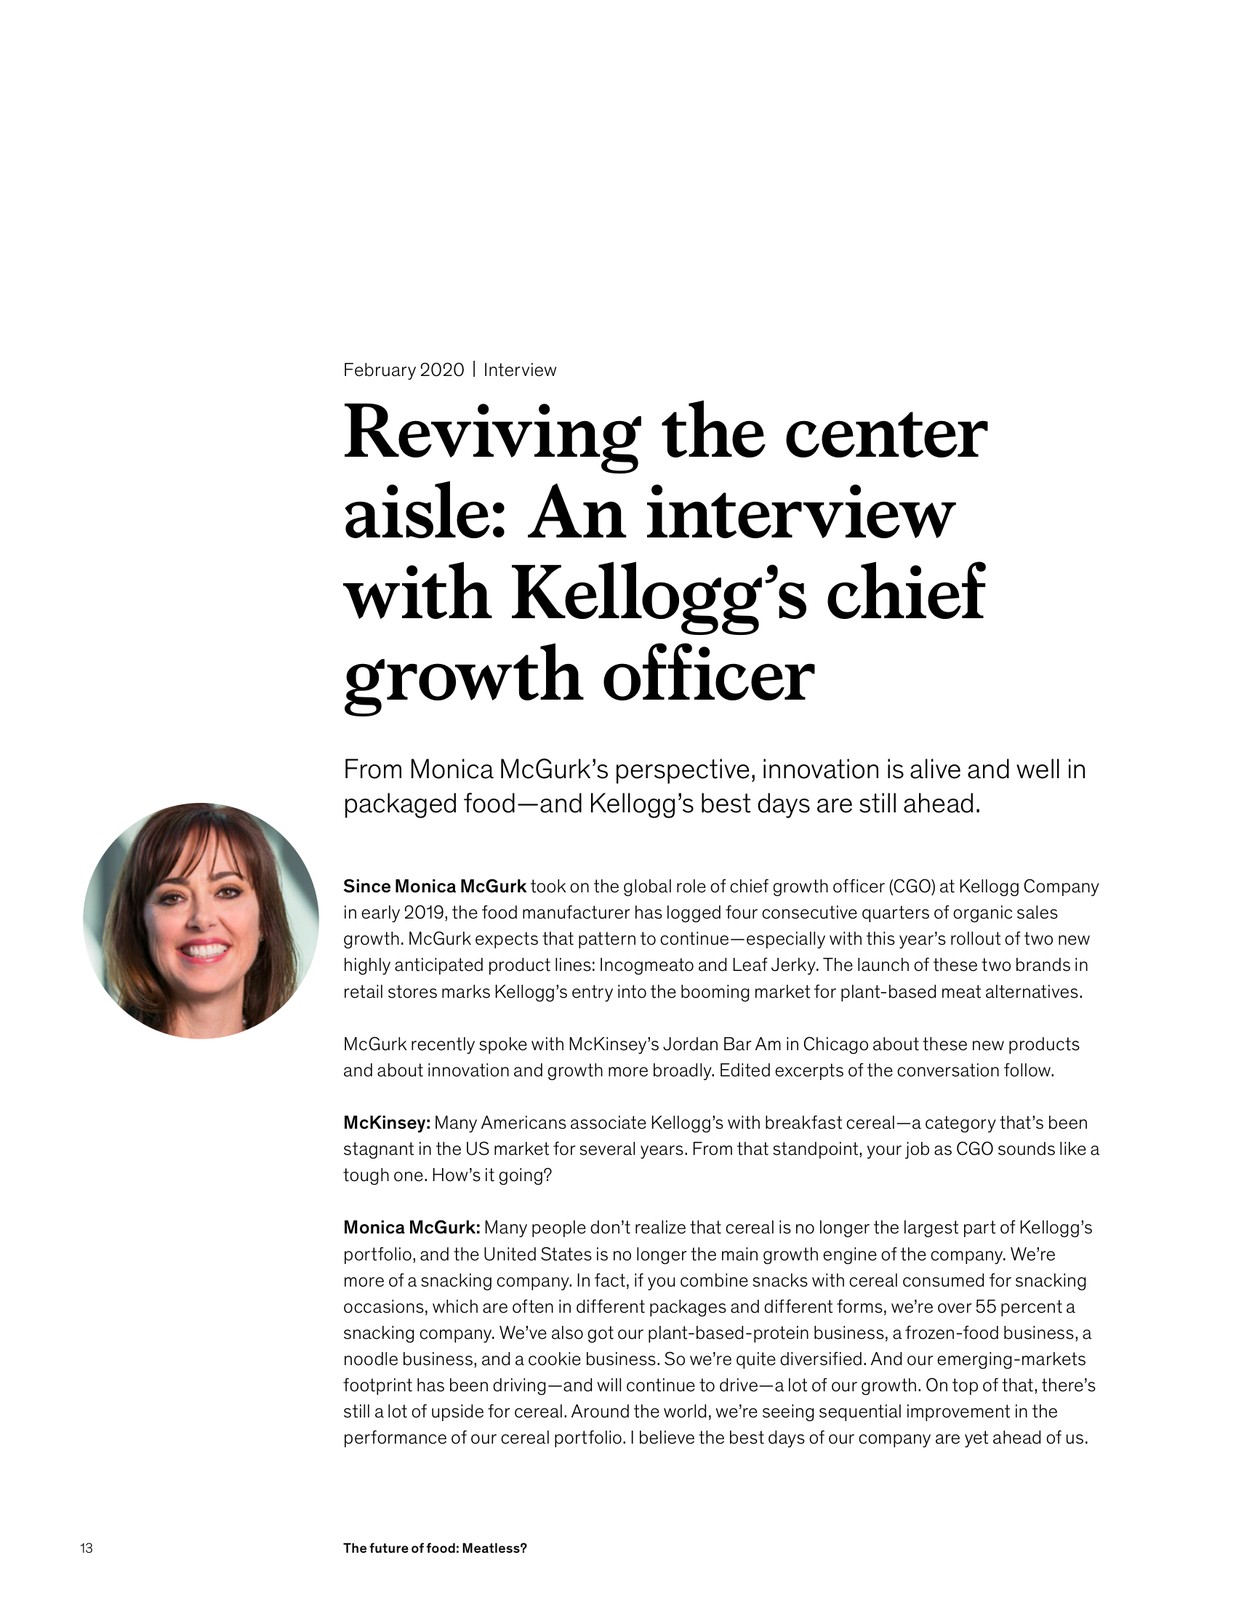 February 2020 | Interview
Reviving the center
aisle: An interview
with Kellogg’s chief
growth officer
From Monica McGurk’s perspective, innovation is alive and well in
packaged food—and Kellogg’s best days are still ahead.
Since Monica McGurk took on the global role of chief growth officer (CGO) at Kellogg Company
in early 2019, the food manufacturer has logged four consecutive quarters of organic sales
growth. McGurk expects that pattern to continue—especially with this year’s rollout of two new
highly anticipated product lines: Incogmeato and Leaf Jerky. The launch of these two brands in
retail stores marks Kellogg’s entry into the booming market for plant-based meat alternatives.
McGurk recently spoke with McKinsey’s Jordan Bar Am in Chicago about these new products
and about innovation and growth more broadly. Edited excerpts of the conversation follow.
McKinsey: Many Americans associate Kellogg’s with breakfast cereal—a category that’s been
stagnant in the US market for several years. From that standpoint, your job as CGO sounds like a
tough one. How’s it going?
Monica McGurk: Many people don’t realize that cereal is no longer the largest part of Kellogg’s
portfolio, and the United States is no longer the main growth engine of the company. We’re
more of a snacking company. In fact, if you combine snacks with cereal consumed for snacking
occasions, which are often in different packages and different forms, we’re over 55 percent a
snacking company. We’ve also got our plant-based-protein business, a frozen-food business, a
noodle business, and a cookie business. So we’re quite diversified. And our emerging-markets
footprint has been driving—and will continue to drive—a lot of our growth. On top of that, there’s
still a lot of upside for cereal. Around the world, we’re seeing sequential improvement in the
performance of our cereal portfolio. I believe the best days of our company are yet ahead of us.
13
The future of food: Meatless?